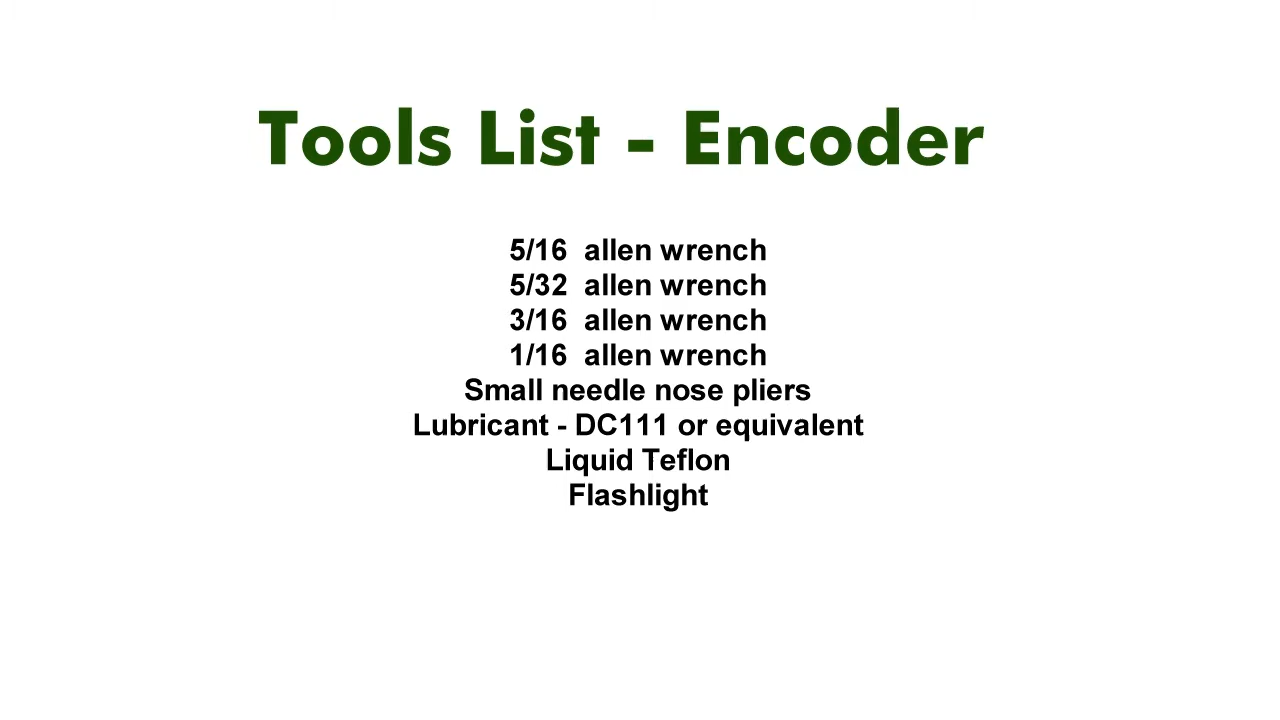 Tools List - Encoder
5/16  allen wrench
5/32  allen wrench
3/16  allen wrench
1/16  allen wrench
Small needle nose pliers
Lubricant - DC111 or equivalent
Liquid Teflon
Flashlight